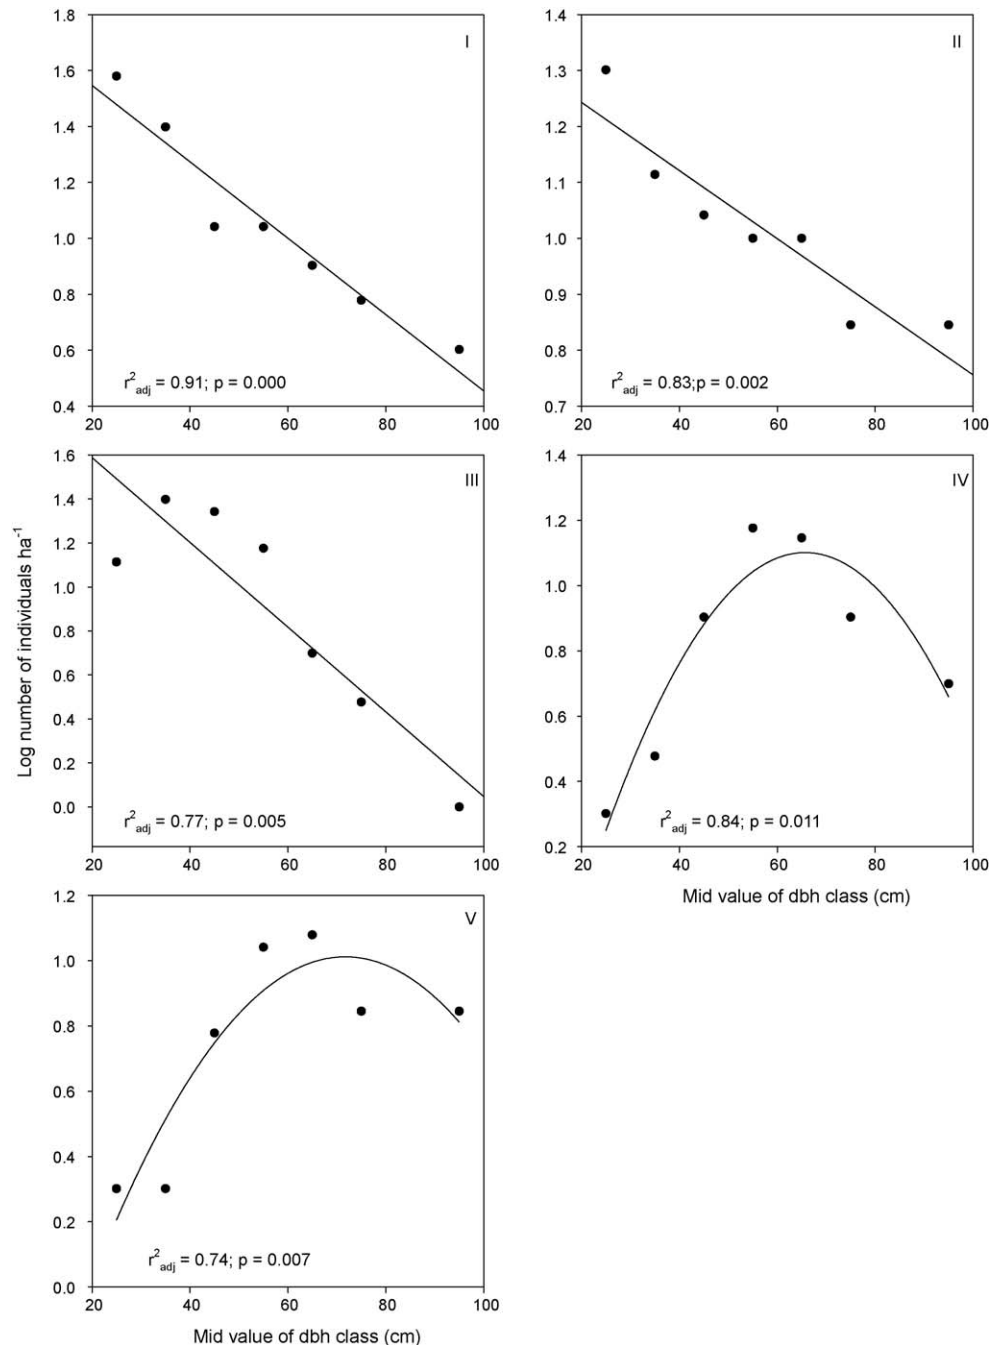 1.8
1.6
1.4
1.2
1.0
0.8
0.6
0.4
20 40 60 80 100
I
r²adj = 0.91; p = 0.000
1.4
1.3
1.2
1.1
1.0
0.9
0.8
0.7
20 40 60 80 100
II
r²adj = 0.83;p = 0.002
Log number of individuals ha⁻¹
1.6
1.4
1.2
1.0
0.8
0.6
0.4
0.2
0.0
20 40 60 80 100
III
r²adj = 0.77; p = 0.005
1.4
1.2
1.0
0.8
0.6
0.4
0.2
20 40 60 80 100
IV
r²adj = 0.84; p = 0.011
Mid value of dbh class (cm)
1.2
1.0
0.8
0.6
0.4
0.2
0.0
20 40 60 80 100
V
r²adj = 0.74; p = 0.007
Mid value of dbh class (cm)